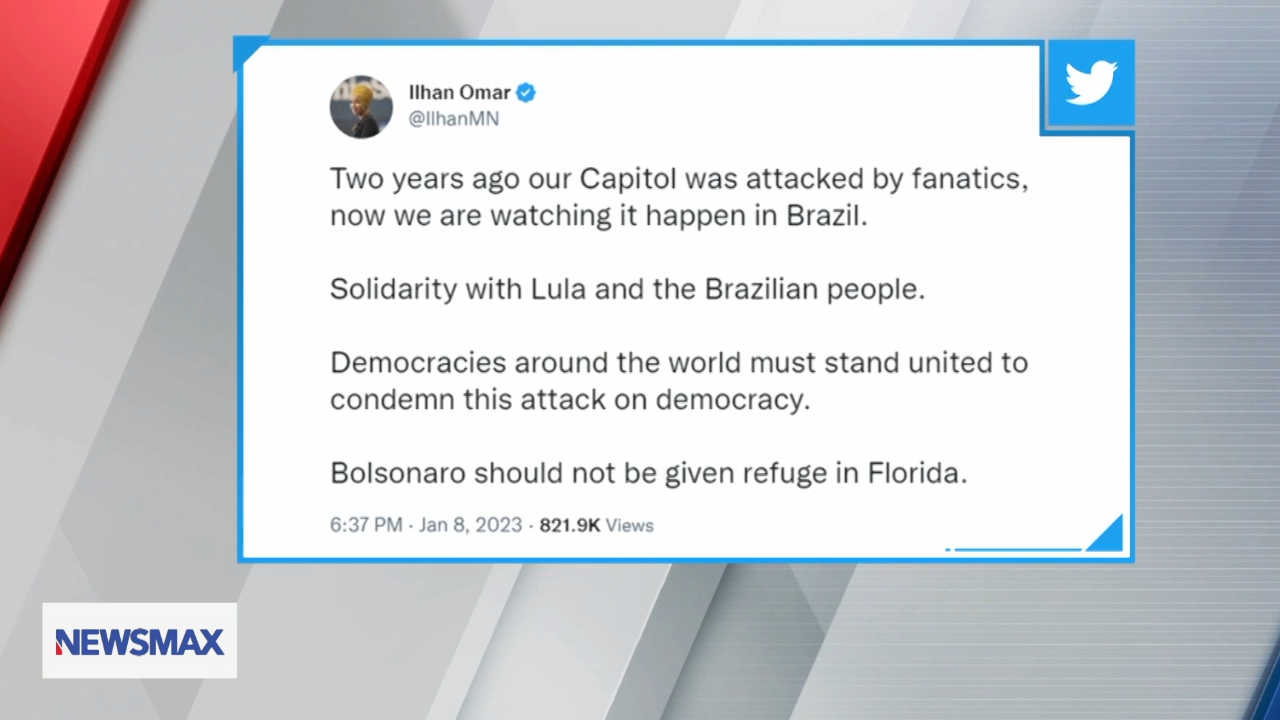 Ilhan Omar
@IlhanMN
Two years ago our Capitol was attacked by fanatics,
now we are watching it happen in Brazil.
Solidarity with Lula and the Brazilian people.
Democracies around the world must stand united to
condemn this attack on democracy.
Bolsonaro should not be given refuge in Florida.
6:37 PM · Jan 8, 2023 · 821.9K Views
NEWSMAX